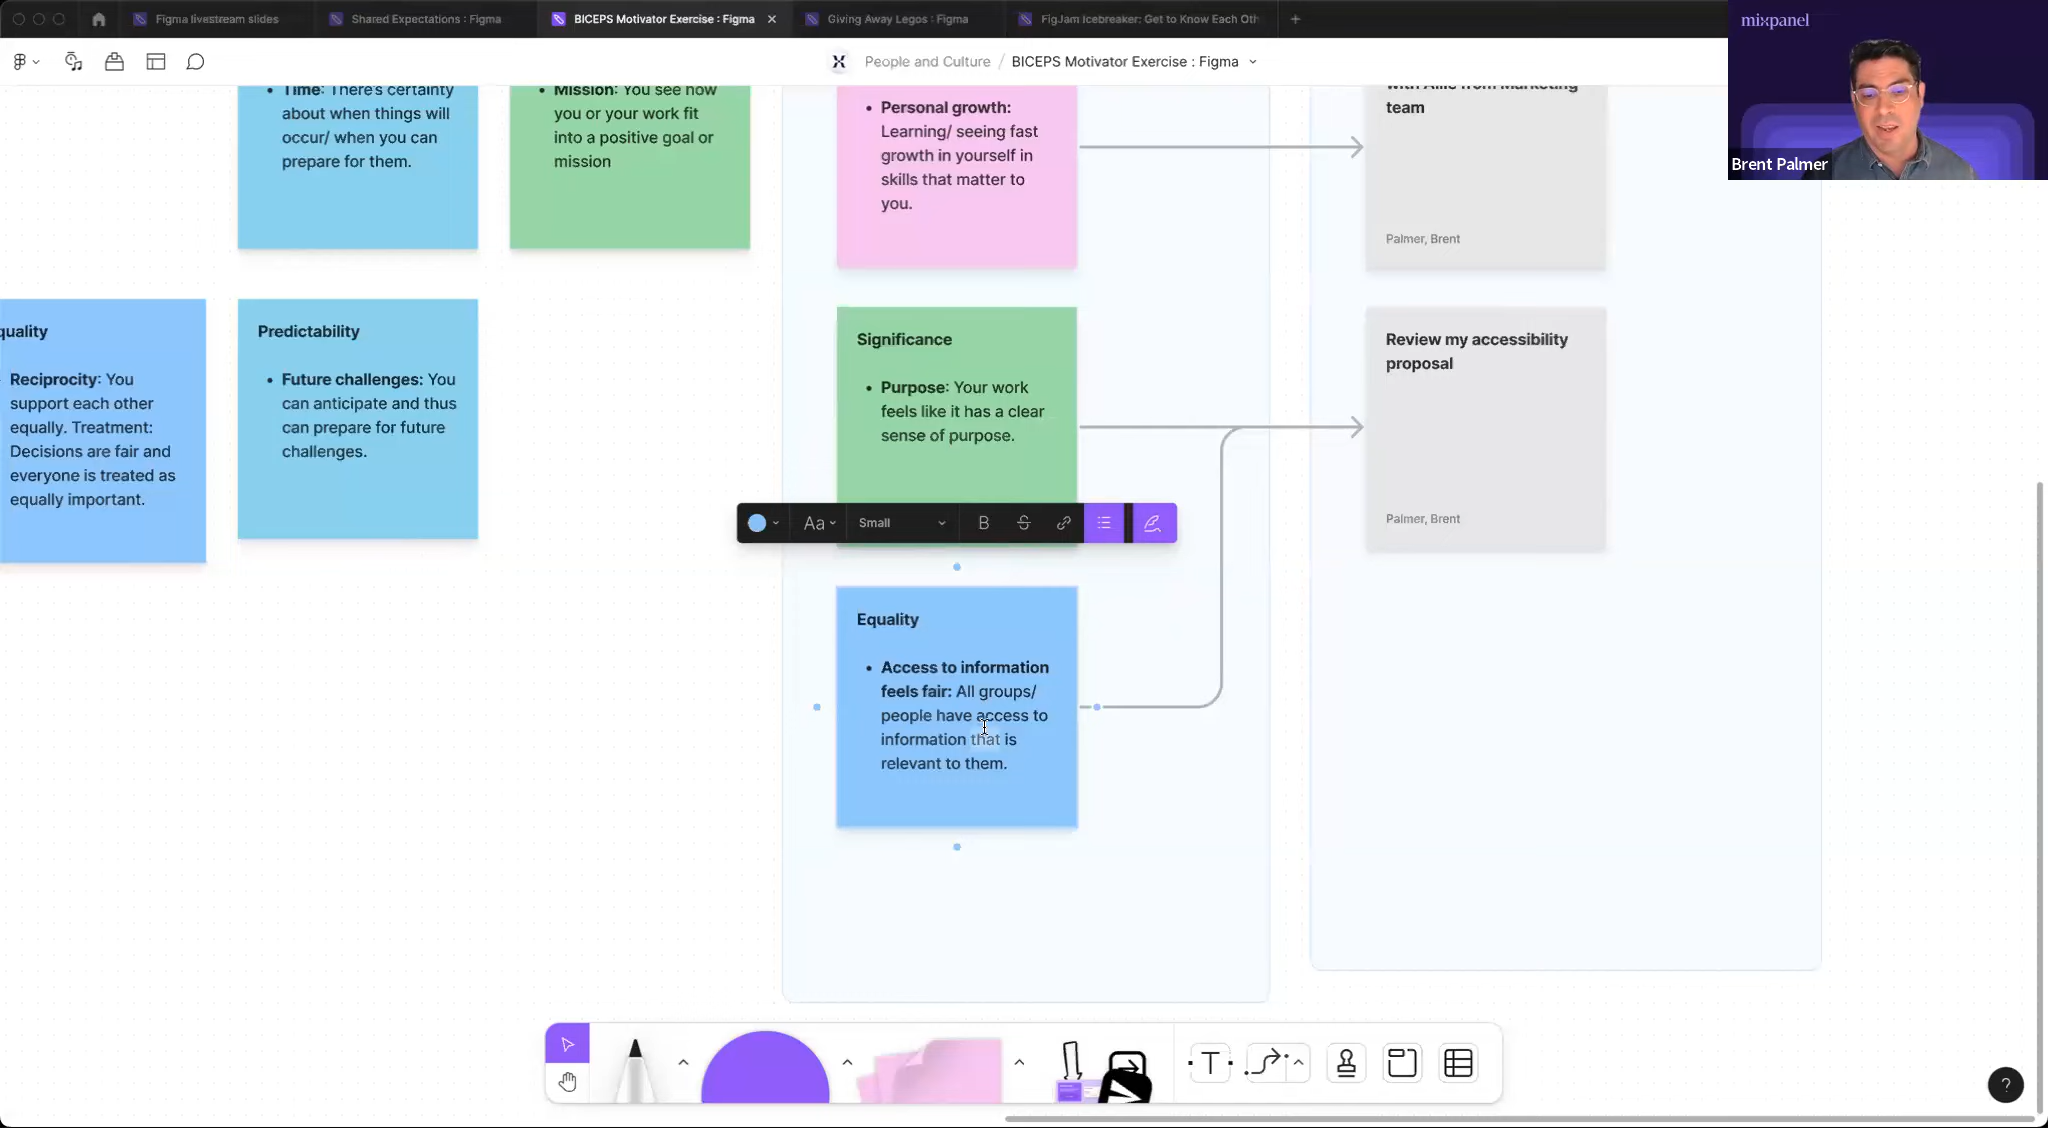 Figma livestream slides
Shared Expectations : Figma
BICEPS Motivator Exercise : Figma
Giving Away Legos : Figma
FigJam Icebreaker: Get to Know Each Oth
mixpanel
People and Culture / BICEPS Motivator Exercise : Figma
Brent Palmer
Time: There's certainty
about when things will
occur/ when you can
prepare for them.
Mission: You see how
you or your work fit
into a positive goal or
mission
Personal growth:
Learning/ seeing fast
growth in yourself in
skills that matter to
you.
with Allie from Marketing
team
Palmer, Brent
quality
Reciprocity: You
support each other
equally. Treatment:
Decisions are fair and
everyone is treated as
equally important.
Predictability
Future challenges: You
can anticipate and thus
can prepare for future
challenges.
Significance
Purpose: Your work
feels like it has a clear
sense of purpose.
Review my accessibility
proposal
Palmer, Brent
Aa
Small
B
S
Equality
Access to information
feels fair: All groups/
people have access to
information that is
relevant to them.
T
?